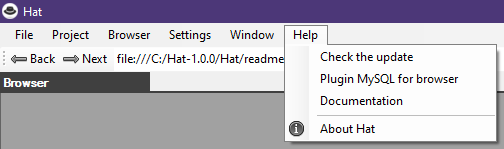 Hat
File Project Browser Settings Window Help
Back Next file:///C:/Hat-1.0.0/Hat/readme
Check the update
Browser
Plugin MySQL for browser
Documentation
About Hat